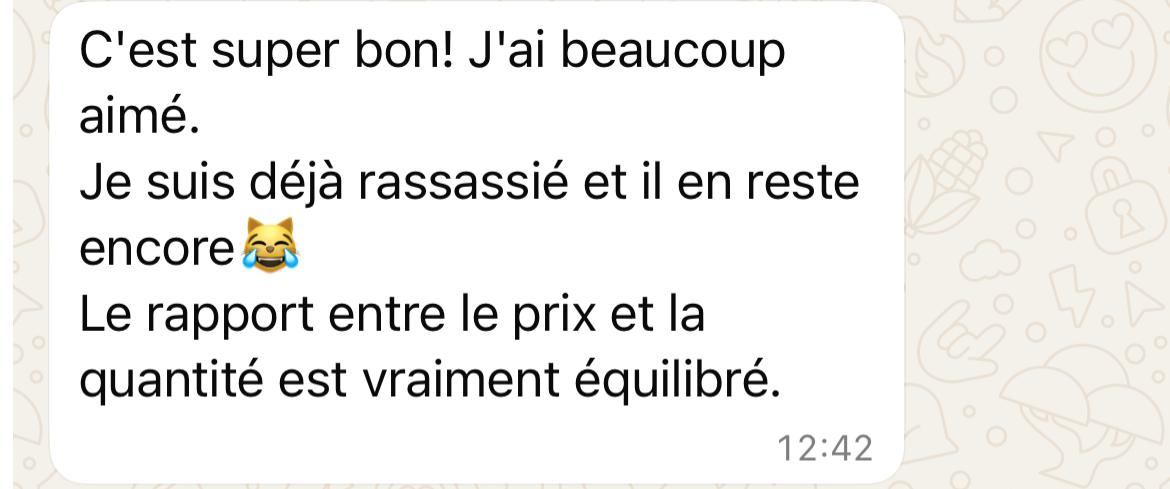 C'est super bon! J'ai beaucoup
aimé.
Je suis déjà rassassié et il en reste
encore😹
Le rapport entre le prix et la
quantité est vraiment équilibré.
12:42